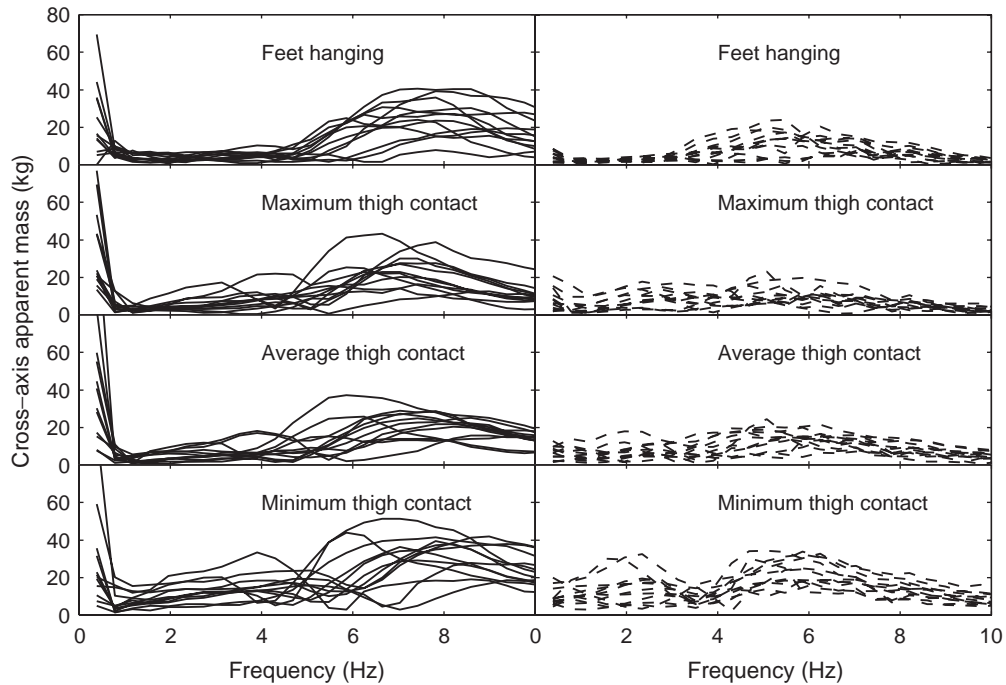 80
60
40
20
0
Feet hanging
Feet hanging
60
40
20
0
Maximum thigh contact
Maximum thigh contact
60
40
20
0
Average thigh contact
Average thigh contact
60
40
20
0
Minimum thigh contact
Minimum thigh contact
Cross−axis apparent mass (kg)
0 2 4 6 8 0 2 4 6 8 10
Frequency (Hz) Frequency (Hz)